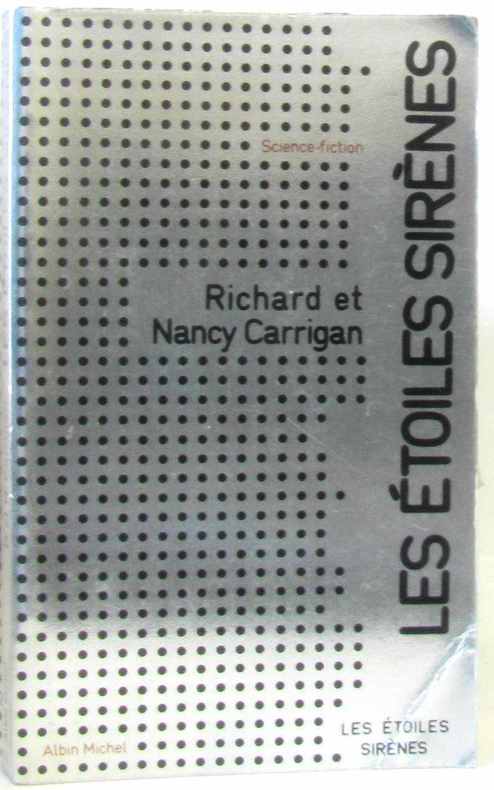 Science-fiction
Richard et
Nancy Carrigan
LES ÉTOILES SIRÈNES
LES ÉTOILES
SIRÈNES
Albin Michel